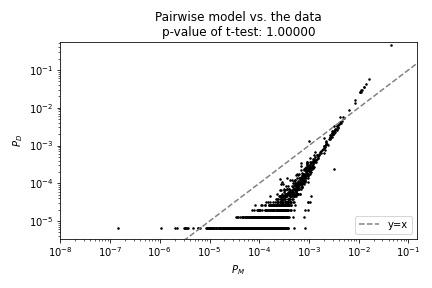 Pairwise model vs. the data
p-value of t-test: 1.00000
P_D
10⁻¹
10⁻²
10⁻³
10⁻⁴
10⁻⁵
y=x
10⁻⁸ 10⁻⁷ 10⁻⁶ 10⁻⁵ 10⁻⁴ 10⁻³ 10⁻² 10⁻¹
P_M